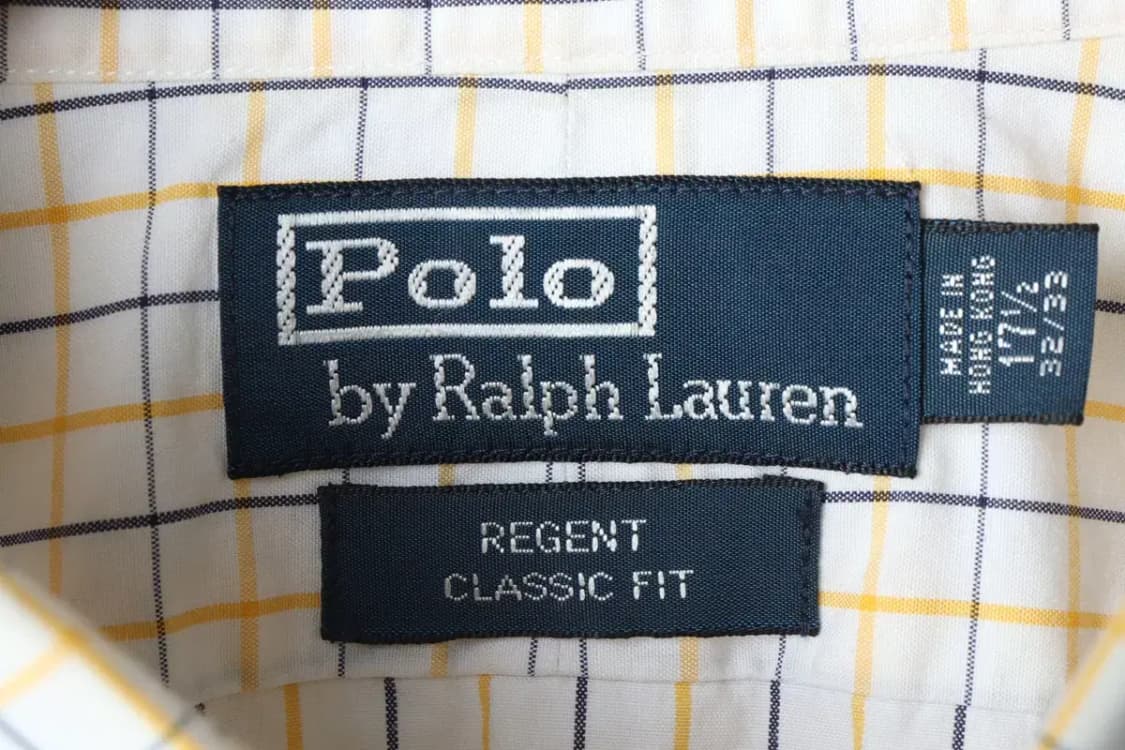 Polo
by Ralph Lauren
MADE IN
HONG KONG
17½
32/33
REGENT
CLASSIC FIT